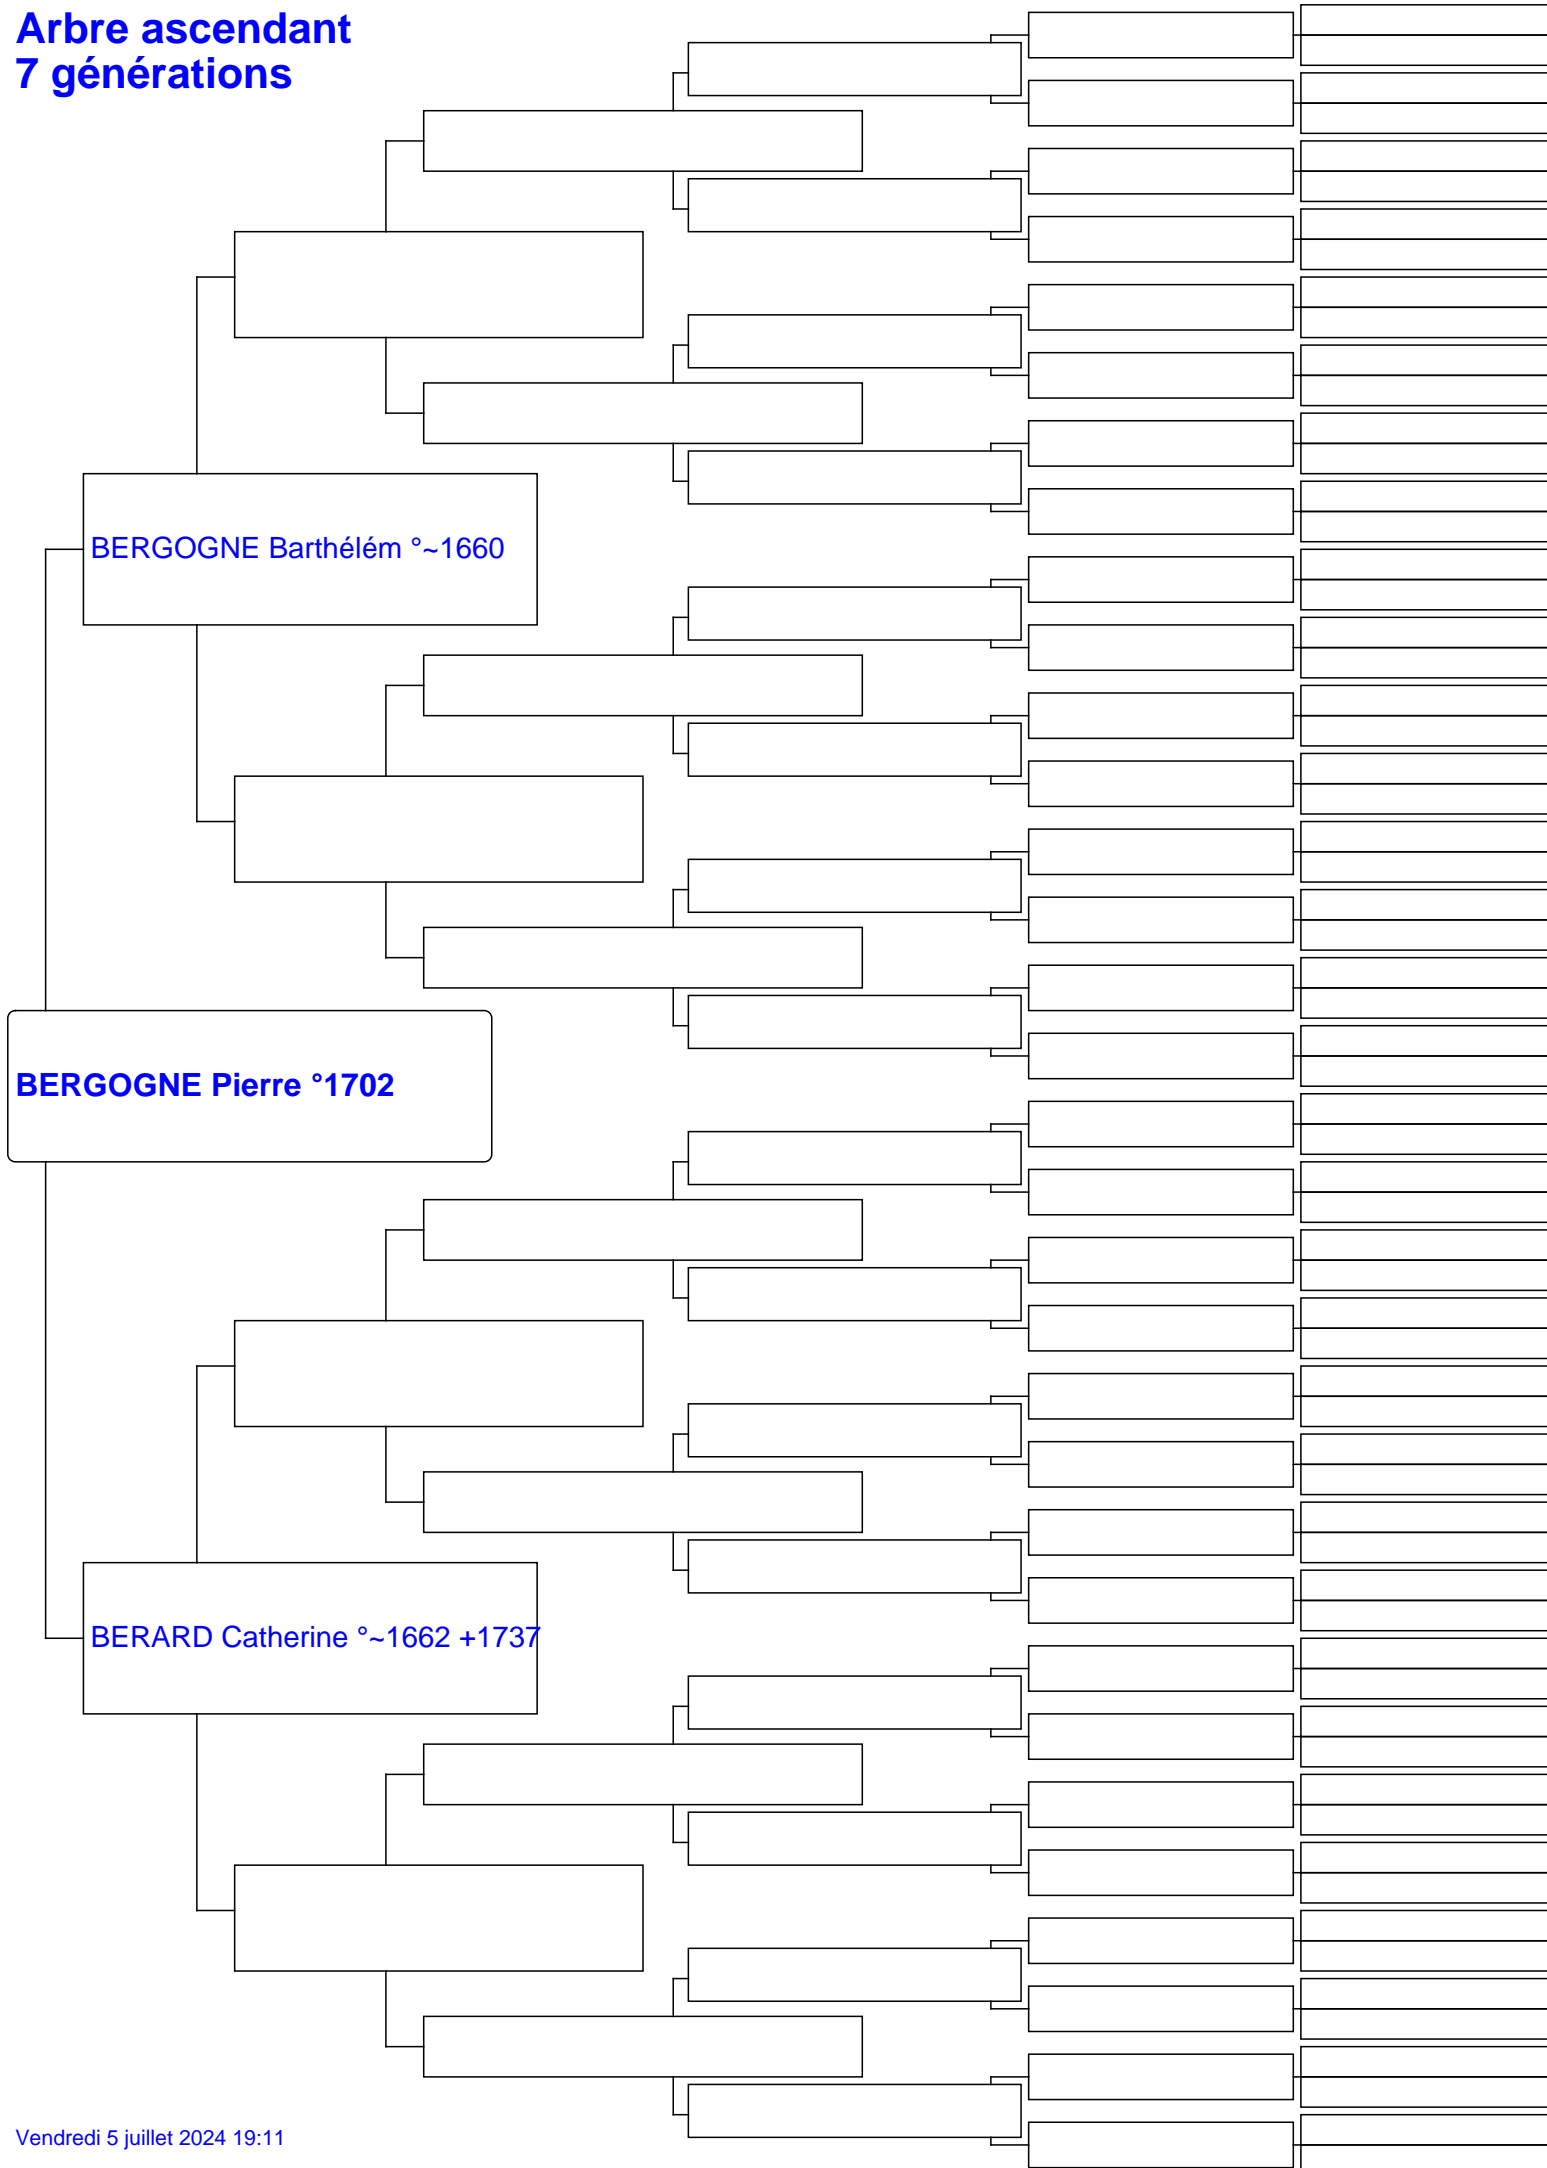 Arbre ascendant
7 générations
BERGOGNE Barthélém °~1660
BERGOGNE Pierre °1702
BERARD Catherine °~1662 +1737
Vendredi 5 juillet 2024 19:11